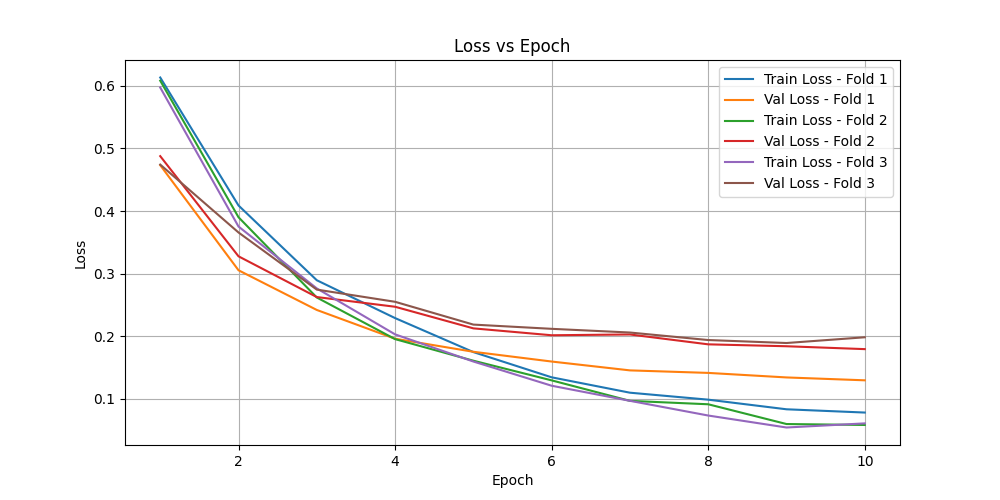 Loss vs Epoch
Train Loss - Fold 1
Val Loss - Fold 1
Train Loss - Fold 2
Val Loss - Fold 2
Train Loss - Fold 3
Val Loss - Fold 3
Loss
0.6
0.5
0.4
0.3
0.2
0.1
2 4 6 8 10
Epoch